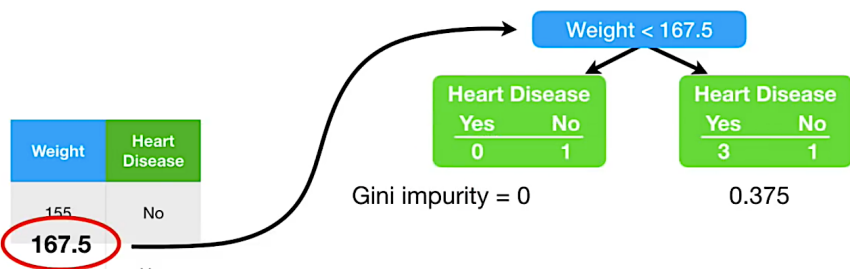 Weight < 167.5
Heart Disease
Yes No
0 1
Heart Disease
Yes No
3 1
Gini impurity = 0
0.375
Weight
Heart
Disease
155
No
167.5